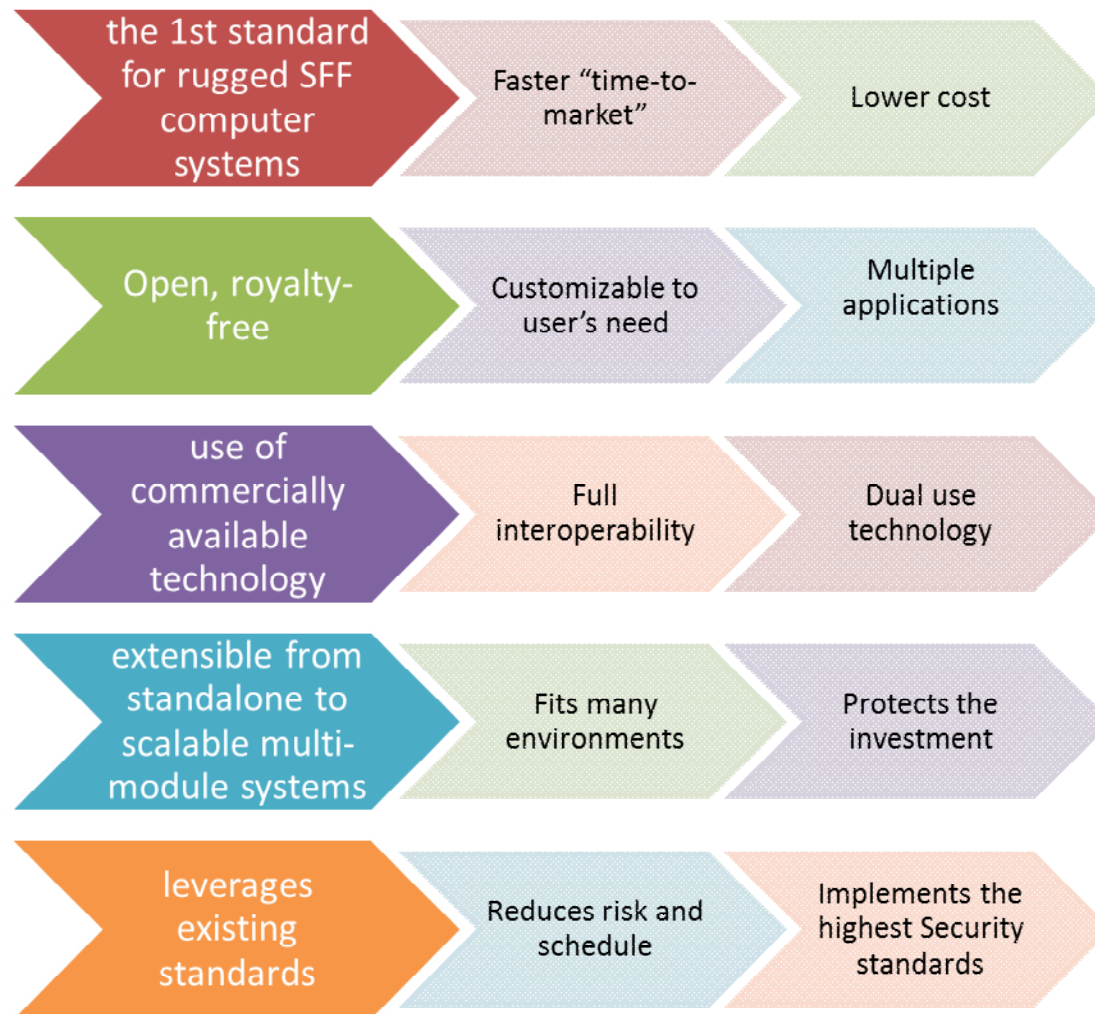 the 1st standard
for rugged SFF
computer
systems
Faster “time-to-
market”
Lower cost
Open, royalty-
free
Customizable to
user’s need
Multiple
applications
use of
commercially
available
technology
Full
interoperability
Dual use
technology
extensible from
standalone to
scalable multi-
module systems
Fits many
environments
Protects the
investment
leverages
existing
standards
Reduces risk and
schedule
Implements the
highest Security
standards